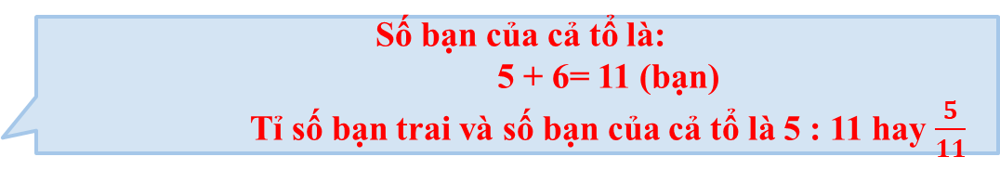 Số bạn của cả tổ là:
5 + 6= 11 (bạn)
Tỉ số bạn trai và số bạn của cả tổ là 5 : 11 hay 5/11